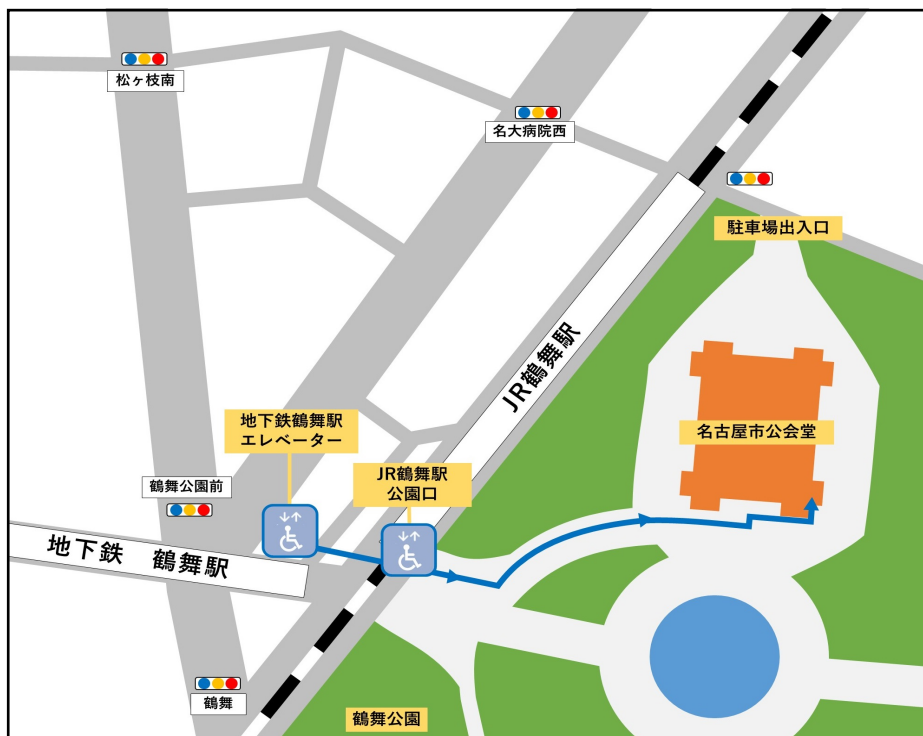 松ヶ枝南
名大病院西
駐車場出入口
JR鶴舞駅
地下鉄鶴舞駅
エレベーター
名古屋市公会堂
JR鶴舞駅
公園口
鶴舞公園前
地下鉄 鶴舞駅
鶴舞
鶴舞公園